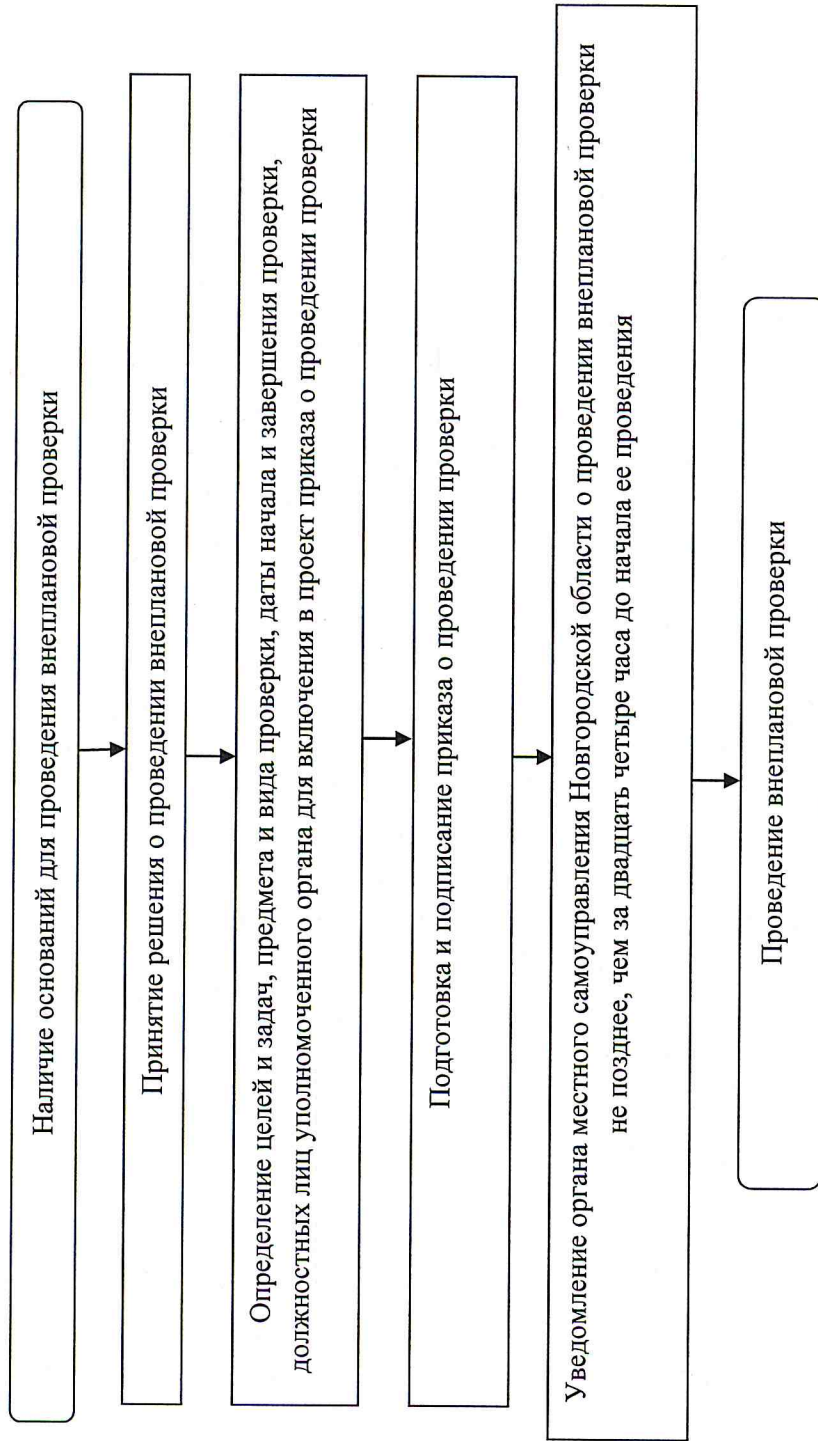 Наличие оснований для проведения внеплановой проверки
Принятие решения о проведении внеплановой проверки
Определение целей и задач, предмета и вида проверки, даты начала и завершения проверки,
должностных лиц уполномоченного органа для включения в проект приказа о проведении проверки
Подготовка и подписание приказа о проведении проверки
Уведомление органа местного самоуправления Новгородской области о проведении внеплановой проверки
не позднее, чем за двадцать четыре часа до начала ее проведения
Проведение внеплановой проверки